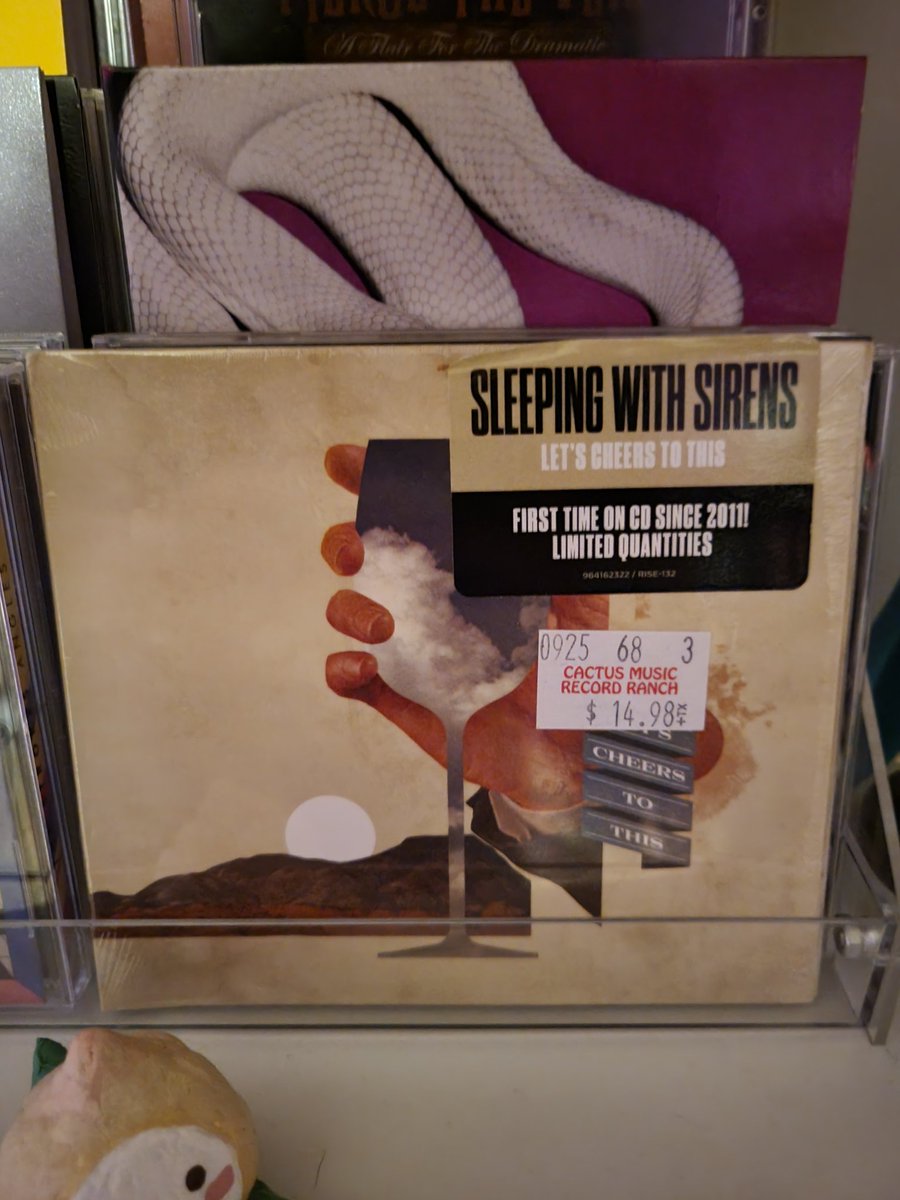 (A Flair For The Dramatic
SLEEPING WITH SIRENS
LET'S CHEERS TO THIS
FIRST TIME ON CD SINCE 2011!
LIMITED QUANTITIES
964162322 / RISE-132
0925 68 3
CACTUS MUSIC
RECORD RANCH
$ 14.98
CHEERS
TO
THIS